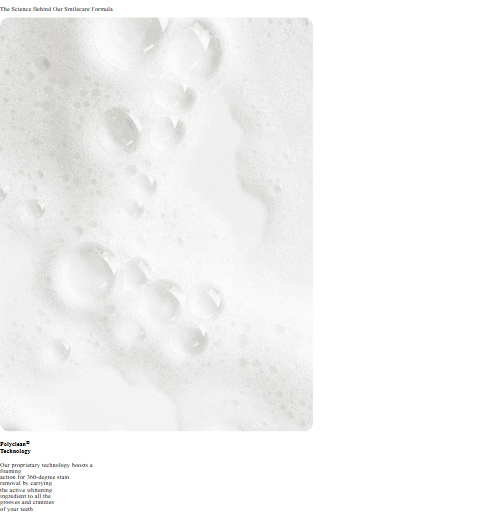 The Science Behind Our Smilecare Formula
Polyclean®
Technology
Our proprietary technology boasts a
foaming
action for 360-degree stain
removal by carrying
the active whitening
ingredient to all the
grooves and crannies
of your teeth